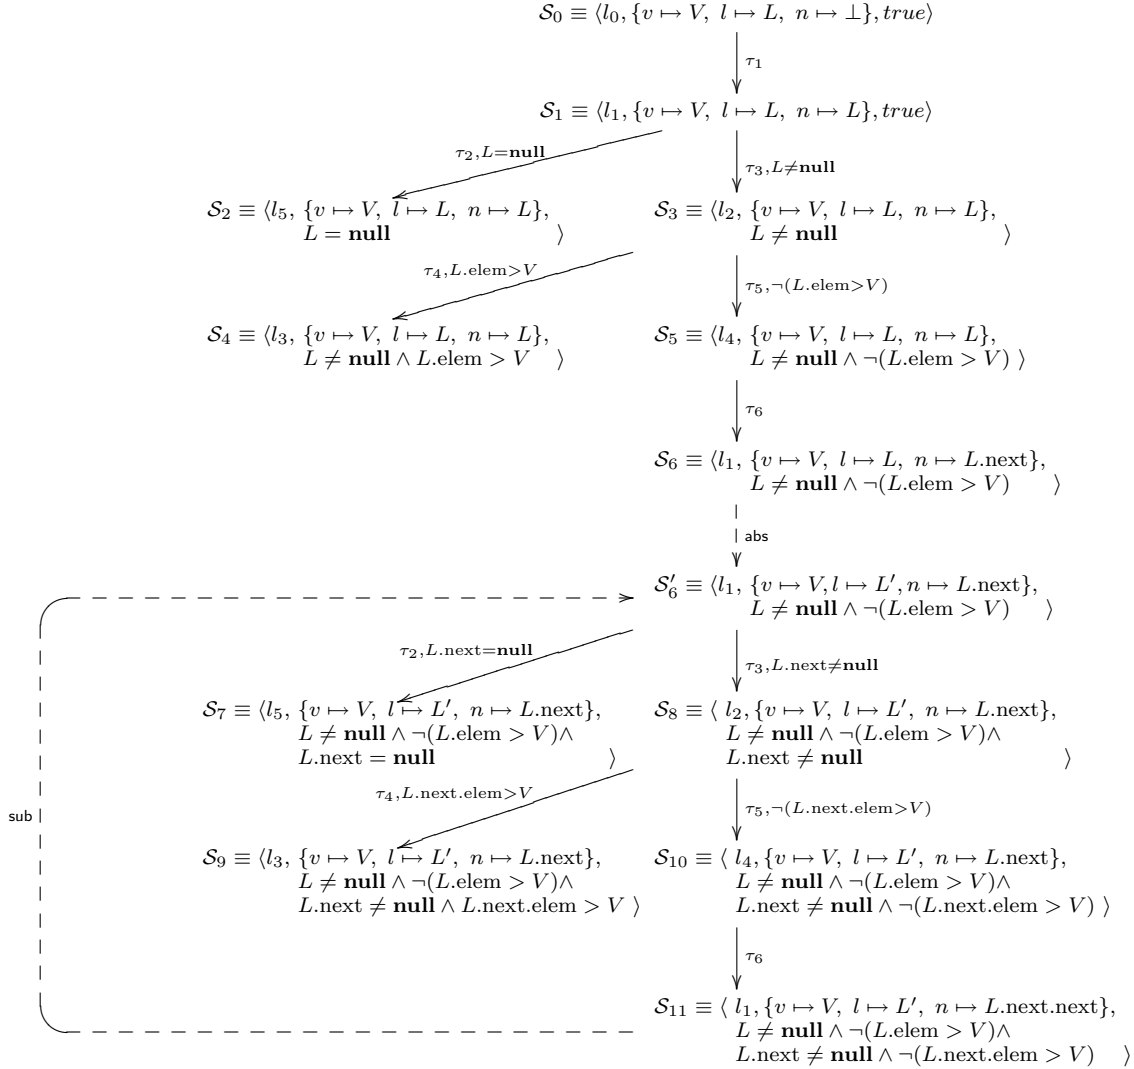 𝒮₀ ≡ ⟨l₀, {v ↦ V, l ↦ L, n ↦ ⊥}, true⟩
τ₁
𝒮₁ ≡ ⟨l₁, {v ↦ V, l ↦ L, n ↦ L}, true⟩
τ₂, L=null
τ₃, L≠null
𝒮₂ ≡ ⟨l₅, {v ↦ V, l ↦ L, n ↦ L},
L = null ⟩
𝒮₃ ≡ ⟨l₂, {v ↦ V, l ↦ L, n ↦ L},
L ≠ null ⟩
τ₄, L.elem>V
τ₅, ¬(L.elem>V)
𝒮₄ ≡ ⟨l₃, {v ↦ V, l ↦ L, n ↦ L},
L ≠ null ∧ L.elem > V ⟩
𝒮₅ ≡ ⟨l₄, {v ↦ V, l ↦ L, n ↦ L},
L ≠ null ∧ ¬(L.elem > V) ⟩
τ₆
𝒮₆ ≡ ⟨l₁, {v ↦ V, l ↦ L, n ↦ L.next},
L ≠ null ∧ ¬(L.elem > V) ⟩
abs
𝒮′₆ ≡ ⟨l₁, {v ↦ V, l ↦ L′, n ↦ L.next},
L ≠ null ∧ ¬(L.elem > V) ⟩
τ₂, L.next=null
τ₃, L.next≠null
𝒮₇ ≡ ⟨l₅, {v ↦ V, l ↦ L′, n ↦ L.next},
L ≠ null ∧ ¬(L.elem > V)∧
L.next = null ⟩
𝒮₈ ≡ ⟨ l₂, {v ↦ V, l ↦ L′, n ↦ L.next},
L ≠ null ∧ ¬(L.elem > V)∧
L.next ≠ null ⟩
τ₄, L.next.elem>V
τ₅, ¬(L.next.elem>V)
sub
𝒮₉ ≡ ⟨l₃, {v ↦ V, l ↦ L′, n ↦ L.next},
L ≠ null ∧ ¬(L.elem > V)∧
L.next ≠ null ∧ L.next.elem > V ⟩
𝒮₁₀ ≡ ⟨ l₄, {v ↦ V, l ↦ L′, n ↦ L.next},
L ≠ null ∧ ¬(L.elem > V)∧
L.next ≠ null ∧ ¬(L.next.elem > V) ⟩
τ₆
𝒮₁₁ ≡ ⟨ l₁, {v ↦ V, l ↦ L′, n ↦ L.next.next},
L ≠ null ∧ ¬(L.elem > V)∧
L.next ≠ null ∧ ¬(L.next.elem > V) ⟩